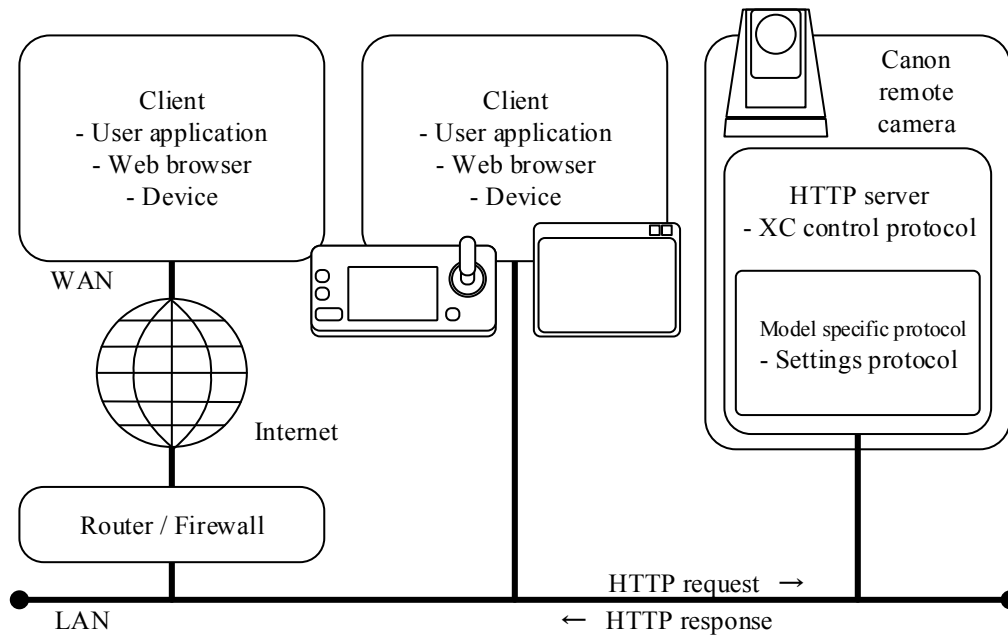 Client
- User application
- Web browser
- Device
WAN
Internet
Router / Firewall
LAN
Client
- User application
- Web browser
- Device
Canon
remote
camera
HTTP server
- XC control protocol
Model specific protocol
- Settings protocol
HTTP request →
← HTTP response